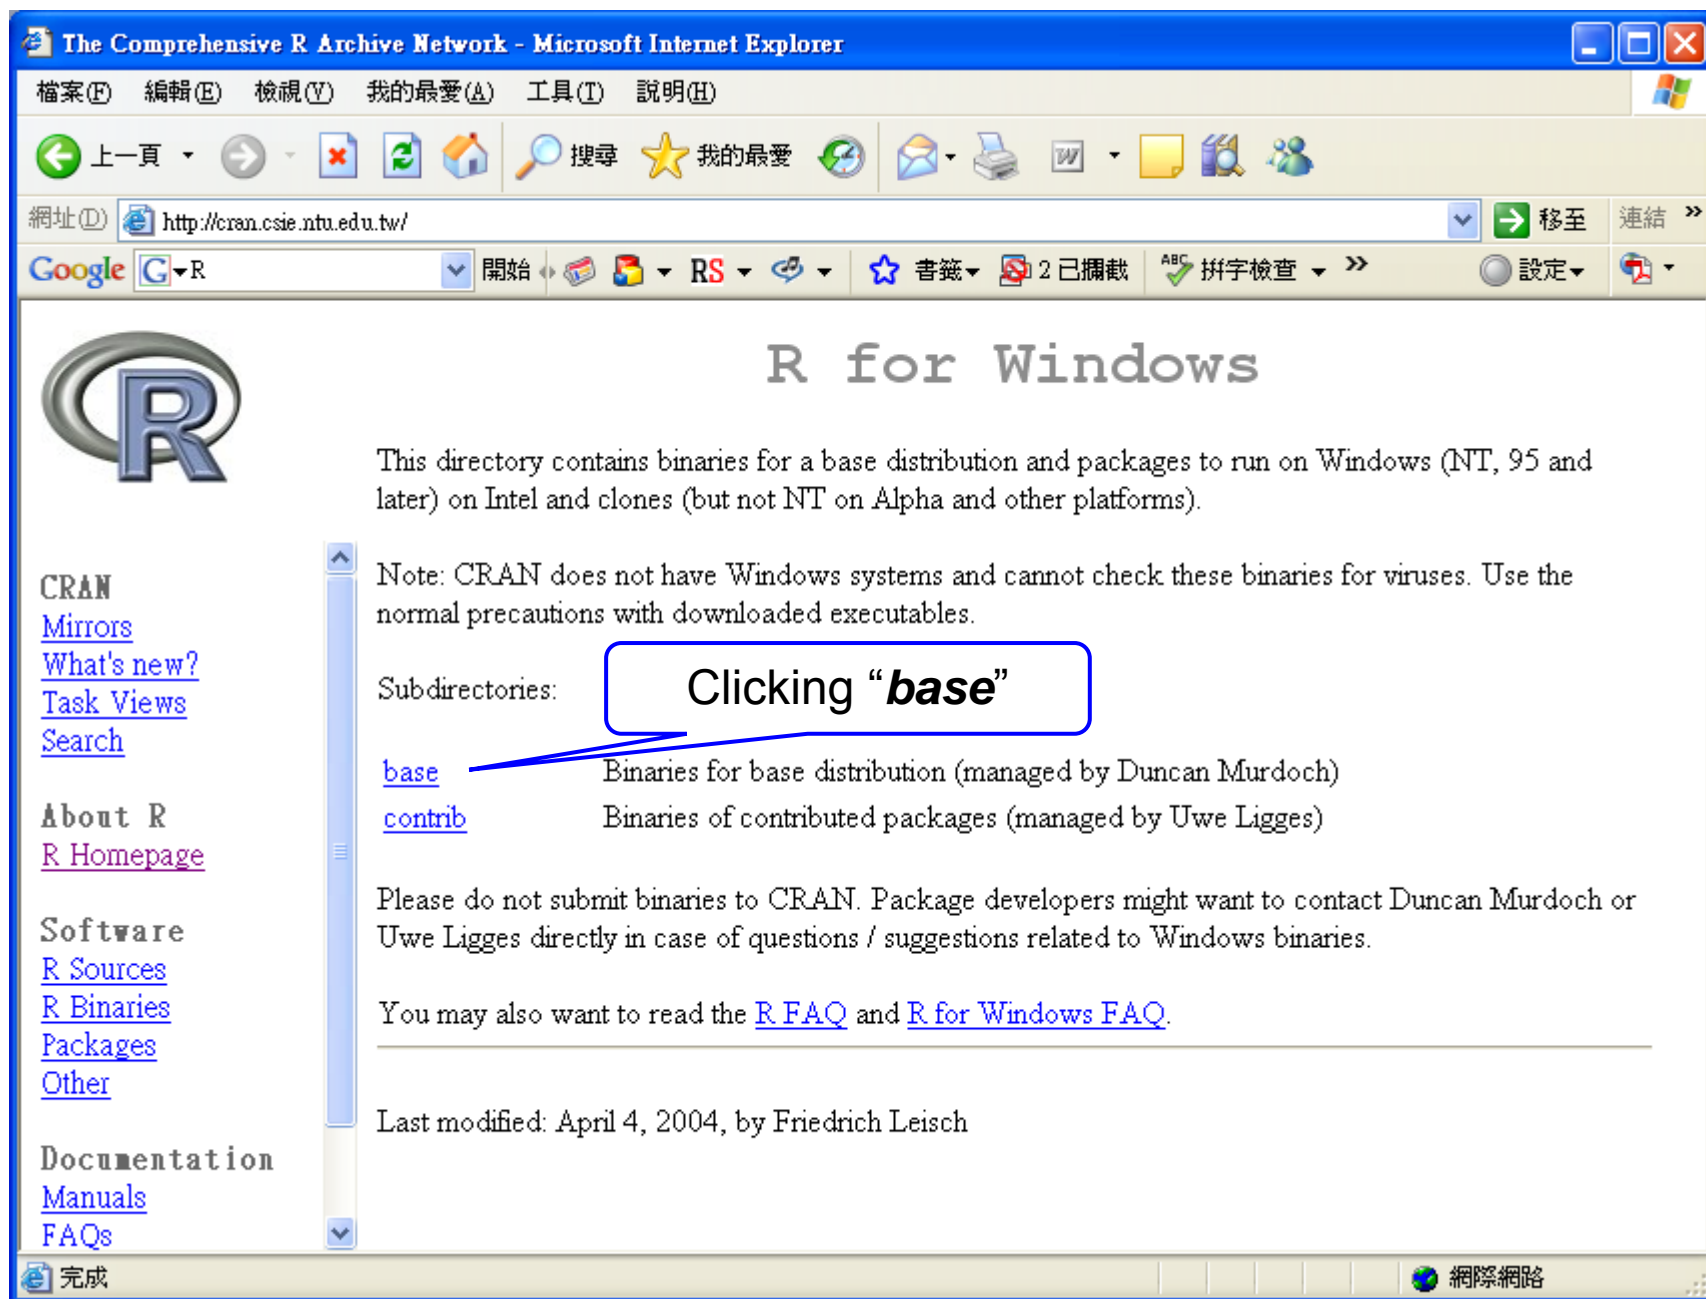 The Comprehensive R Archive Network - Microsoft Internet Explorer
檔案(F) 編輯(E) 檢視(V) 我的最愛(A) 工具(T) 說明(H)
上一頁 搜尋 我的最愛 W
網址(D) http://cran.csie.ntu.edu.tw/ 移至 連結 »
Google G R 開始 RS 書籤 2 已攔截 ABC 拼字檢查 » 設定
R
R for Windows
This directory contains binaries for a base distribution and packages to run on Windows (NT, 95 and
later) on Intel and clones (but not NT on Alpha and other platforms).
Note: CRAN does not have Windows systems and cannot check these binaries for viruses. Use the
normal precautions with downloaded executables.
Subdirectories:
Clicking “base”
base Binaries for base distribution (managed by Duncan Murdoch)
contrib Binaries of contributed packages (managed by Uwe Ligges)
Please do not submit binaries to CRAN. Package developers might want to contact Duncan Murdoch or
Uwe Ligges directly in case of questions / suggestions related to Windows binaries.
You may also want to read the R FAQ and R for Windows FAQ.
Last modified: April 4, 2004, by Friedrich Leisch
CRAN
Mirrors
What's new?
Task Views
Search
About R
R Homepage
Software
R Sources
R Binaries
Packages
Other
Documentation
Manuals
FAQs
完成 網際網路